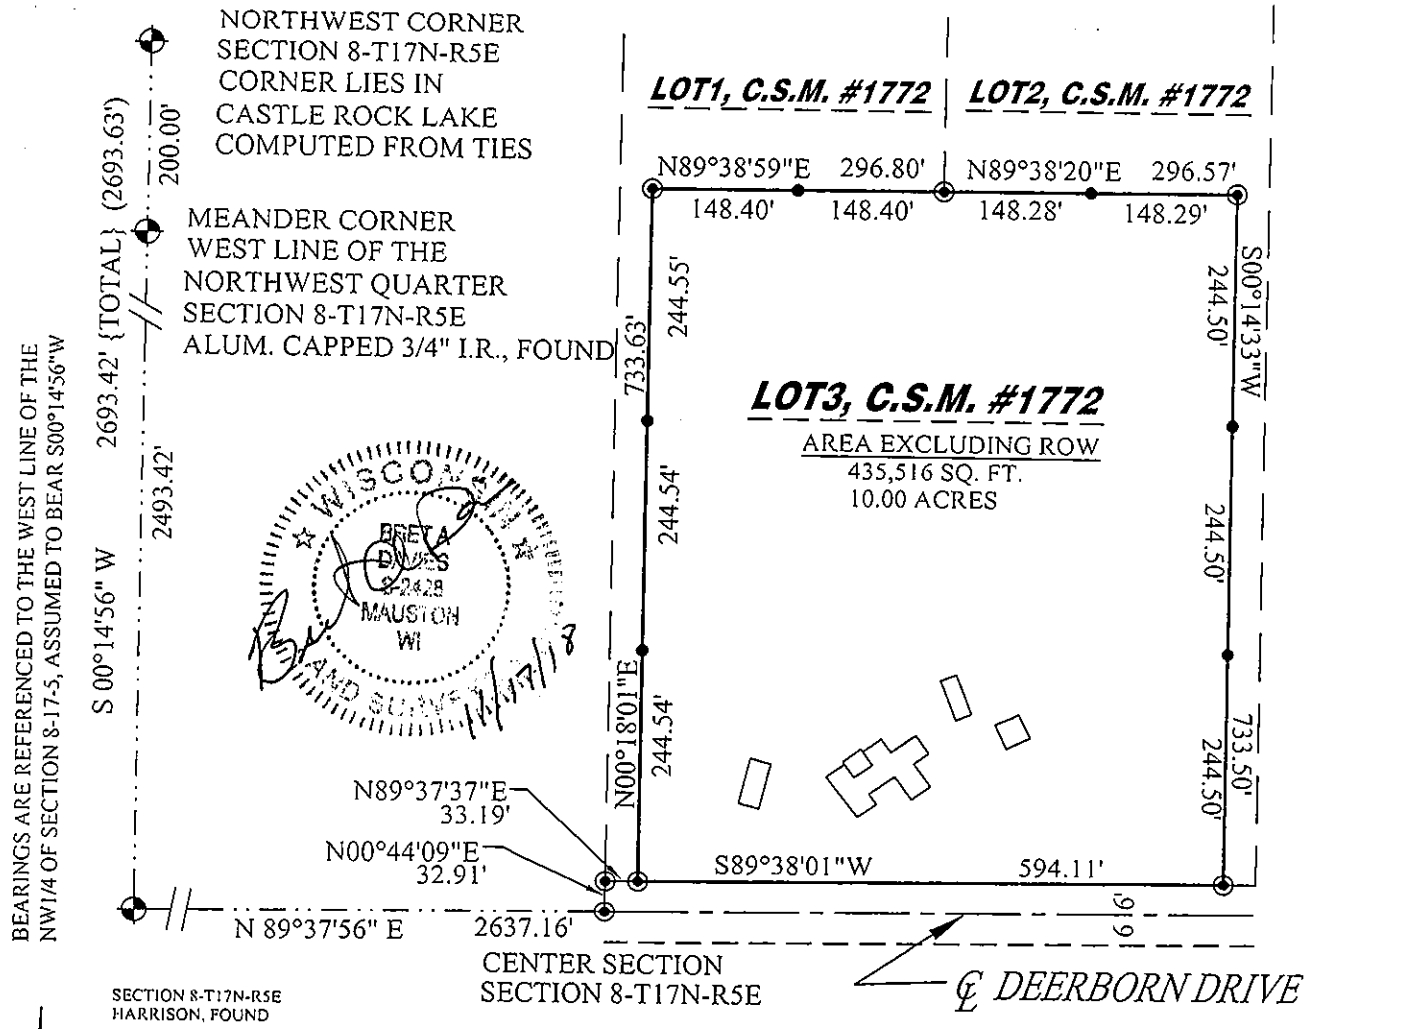 NORTHWEST CORNER
SECTION 8-T17N-R5E
CORNER LIES IN
CASTLE ROCK LAKE
COMPUTED FROM TIES
MEANDER CORNER
WEST LINE OF THE
NORTHWEST QUARTER
SECTION 8-T17N-R5E
ALUM. CAPPED 3/4" I.R., FOUND
200.00'
2693.42' {TOTAL} (2693.63')
2493.42'
S 00°14'56" W
BEARINGS ARE REFERENCED TO THE WEST LINE OF THE
NW1/4 OF SECTION 8-17-5, ASSUMED TO BEAR S00°14'56"W
LOT1, C.S.M. #1772
LOT2, C.S.M. #1772
N89°38'59"E 296.80'
N89°38'20"E 296.57'
148.40'
148.40'
148.28'
148.29'
244.55'
733.63'
244.54'
N00°18'01"E
244.54'
S00°14'33"W
244.50'
244.50'
733.50'
244.50'
LOT3, C.S.M. #1772
AREA EXCLUDING ROW
435,516 SQ. FT.
10.00 ACRES
WISCONSIN
BRET A
DAVIES
S-2428
MAUSTON
WI
AND SURVEY
11/17/18
N89°37'37"E
33.19'
N00°44'09"E
32.91'
S89°38'01"W 594.11'
N 89°37'56" E 2637.16'
CENTER SECTION
SECTION 8-T17N-R5E
℄ DEERBORN DRIVE
SECTION 8-T17N-R5E
HARRISON, FOUND